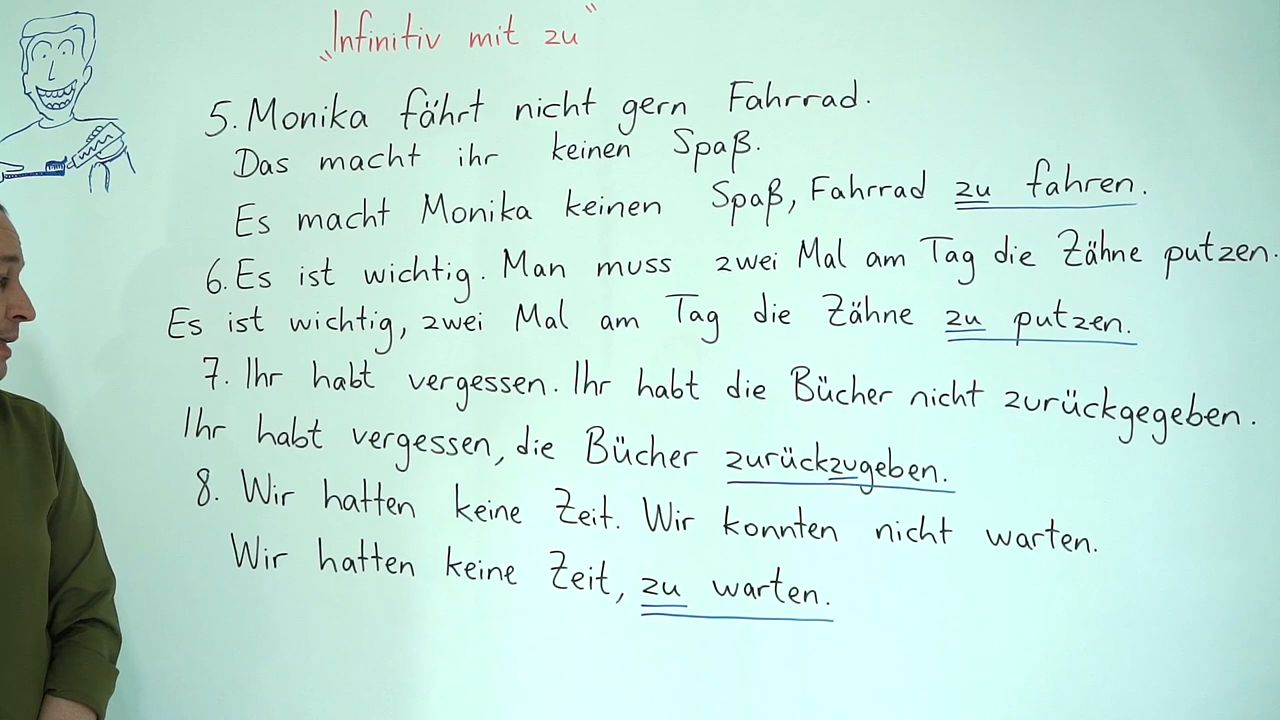 „Infinitiv mit zu“
5. Monika fährt nicht gern Fahrrad.
Das macht ihr keinen Spaß.
Es macht Monika keinen Spaß, Fahrrad zu fahren.
6. Es ist wichtig. Man muss zwei Mal am Tag die Zähne putzen.
Es ist wichtig, zwei Mal am Tag die Zähne zu putzen.
7. Ihr habt vergessen. Ihr habt die Bücher nicht zurückgegeben.
Ihr habt vergessen, die Bücher zurückzugeben.
8. Wir hatten keine Zeit. Wir konnten nicht warten.
Wir hatten keine Zeit, zu warten.